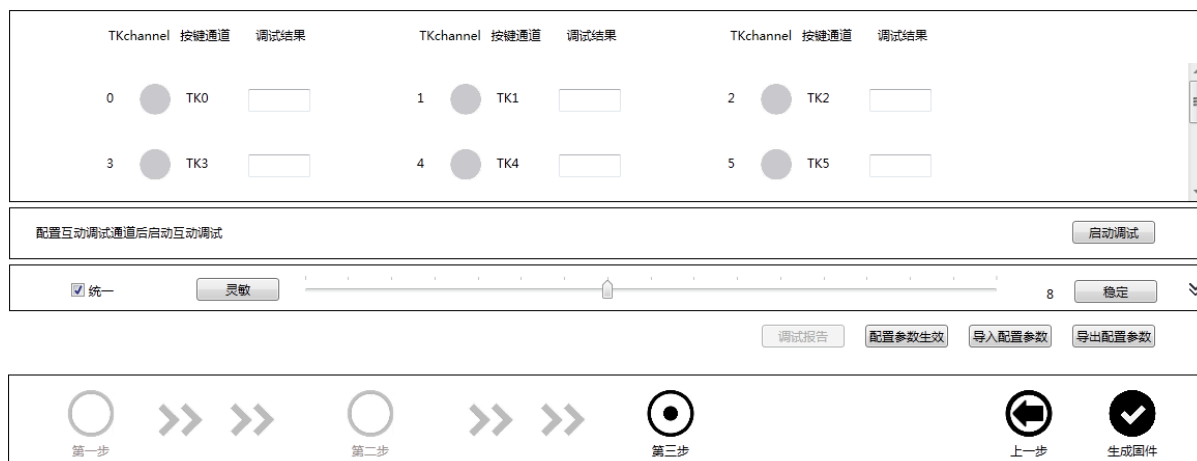 TKchannel 按键通道 调试结果 TKchannel 按键通道 调试结果 TKchannel 按键通道 调试结果
0 TK0 1 TK1 2 TK2
3 TK3 4 TK4 5 TK5
配置互动调试通道后启动互动调试 启动调试
统一 灵敏 8 稳定
调试报告 配置参数生效 导入配置参数 导出配置参数
第一步 第二步 第三步 上一步 生成固件